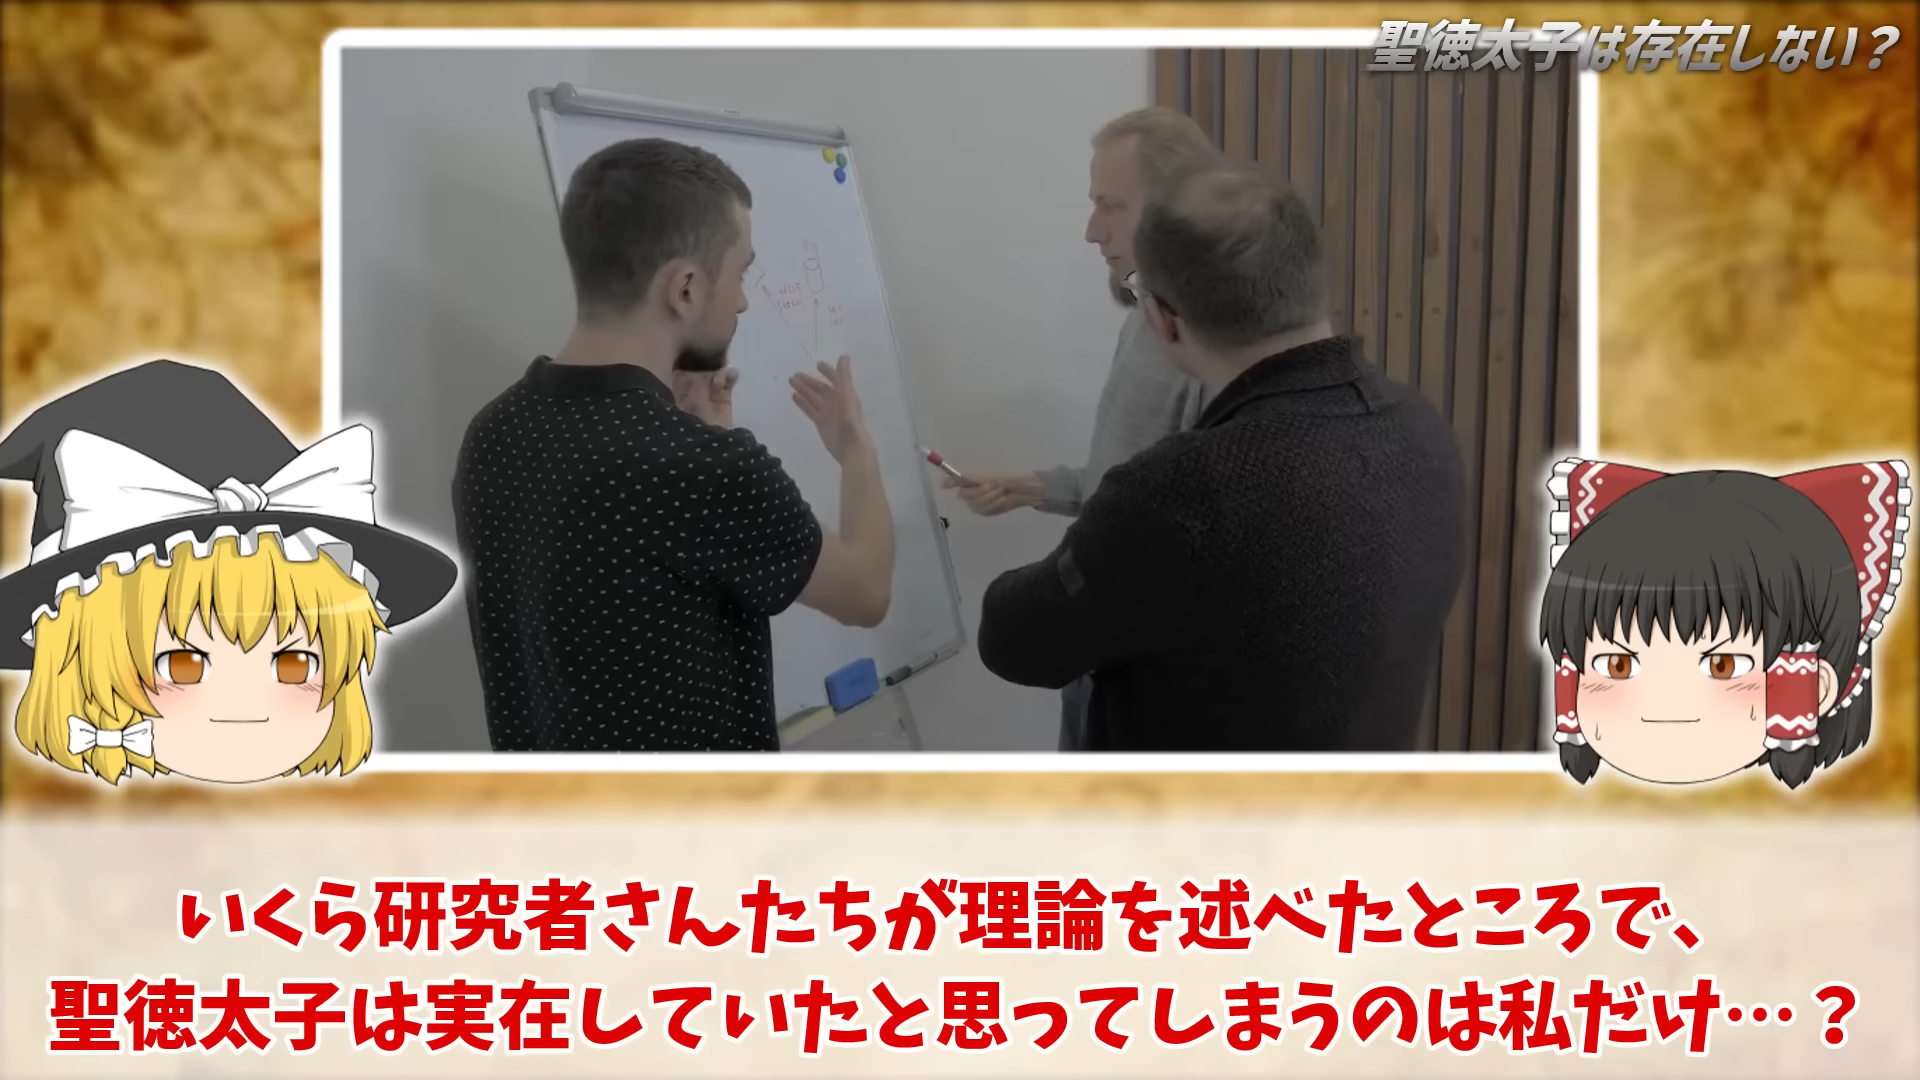 聖徳太子は存在しない?
いくら研究者さんたちが理論を述べたところで、
聖徳太子は実在していたと思ってしまうのは私だけ…?